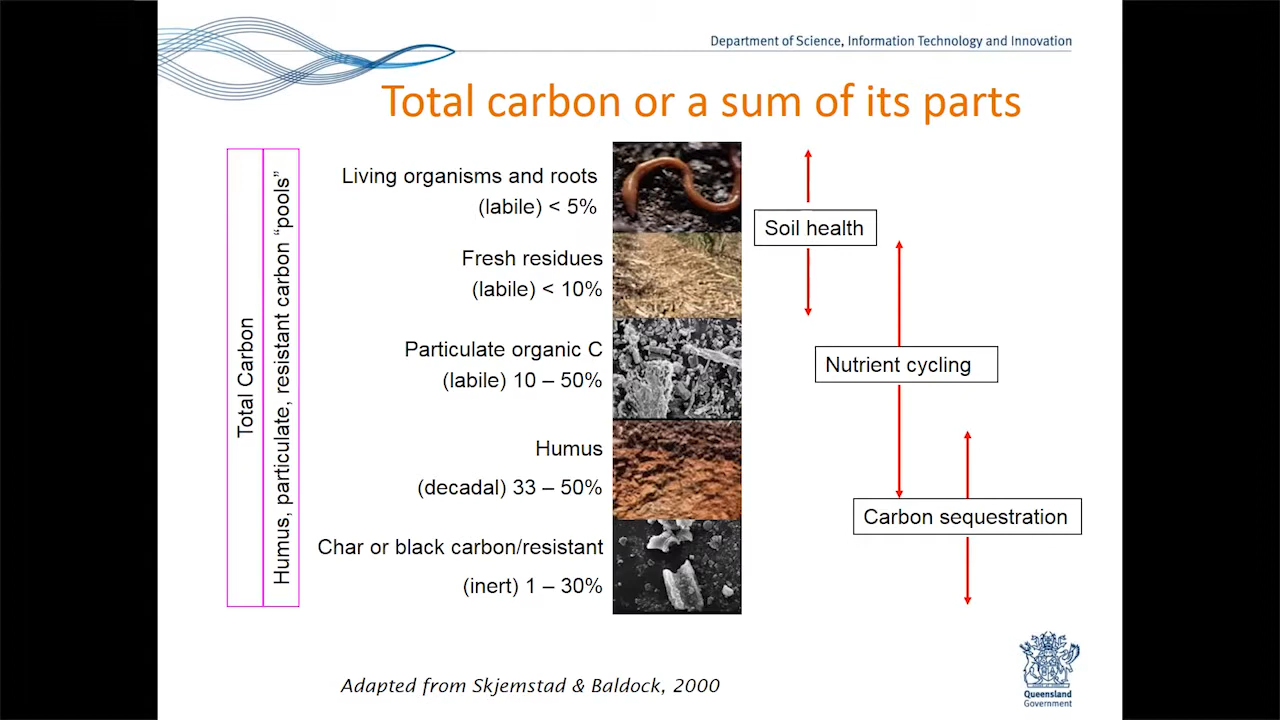 Department of Science, Information Technology and Innovation
Total carbon or a sum of its parts
Total Carbon
Humus, particulate, resistant carbon “pools”
Living organisms and roots
(labile) < 5%
Fresh residues
(labile) < 10%
Particulate organic C
(labile) 10 – 50%
Humus
(decadal) 33 – 50%
Char or black carbon/resistant
(inert) 1 – 30%
Soil health
Nutrient cycling
Carbon sequestration
Adapted from Skjemstad & Baldock, 2000
Queensland
Government